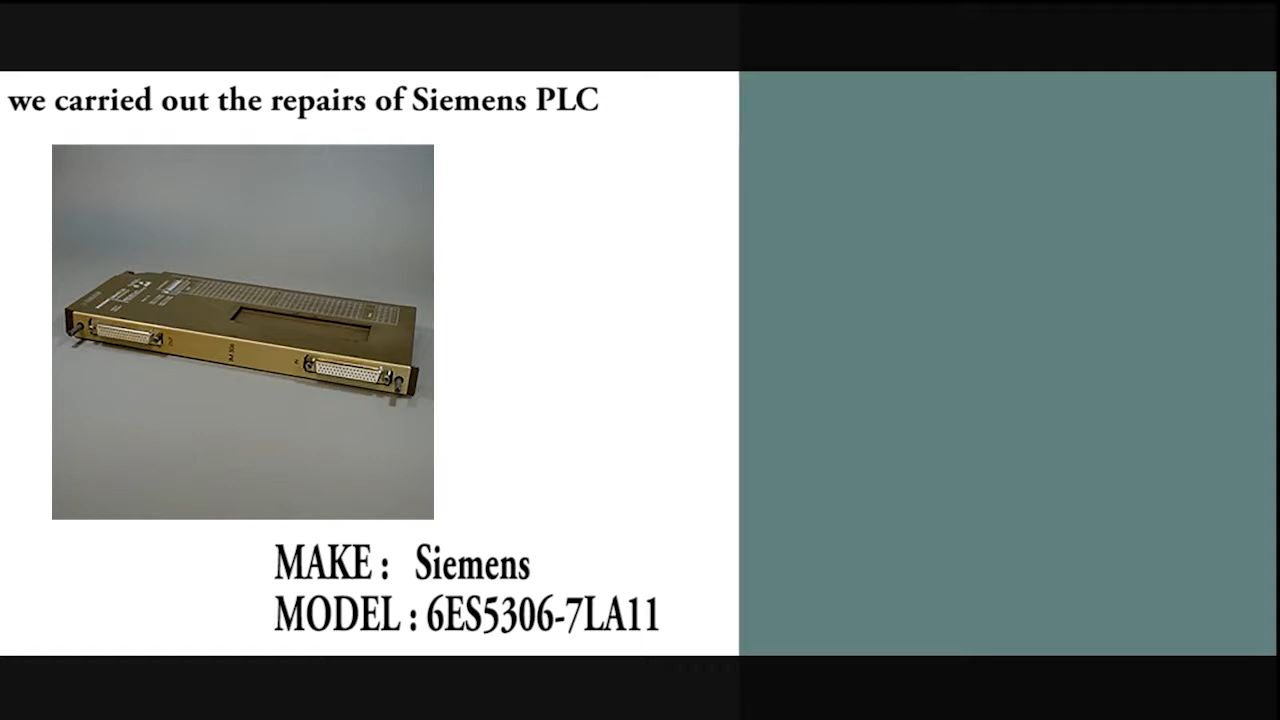 we carried out the repairs of Siemens PLC
MAKE : Siemens
MODEL : 6ES5306-7LA11